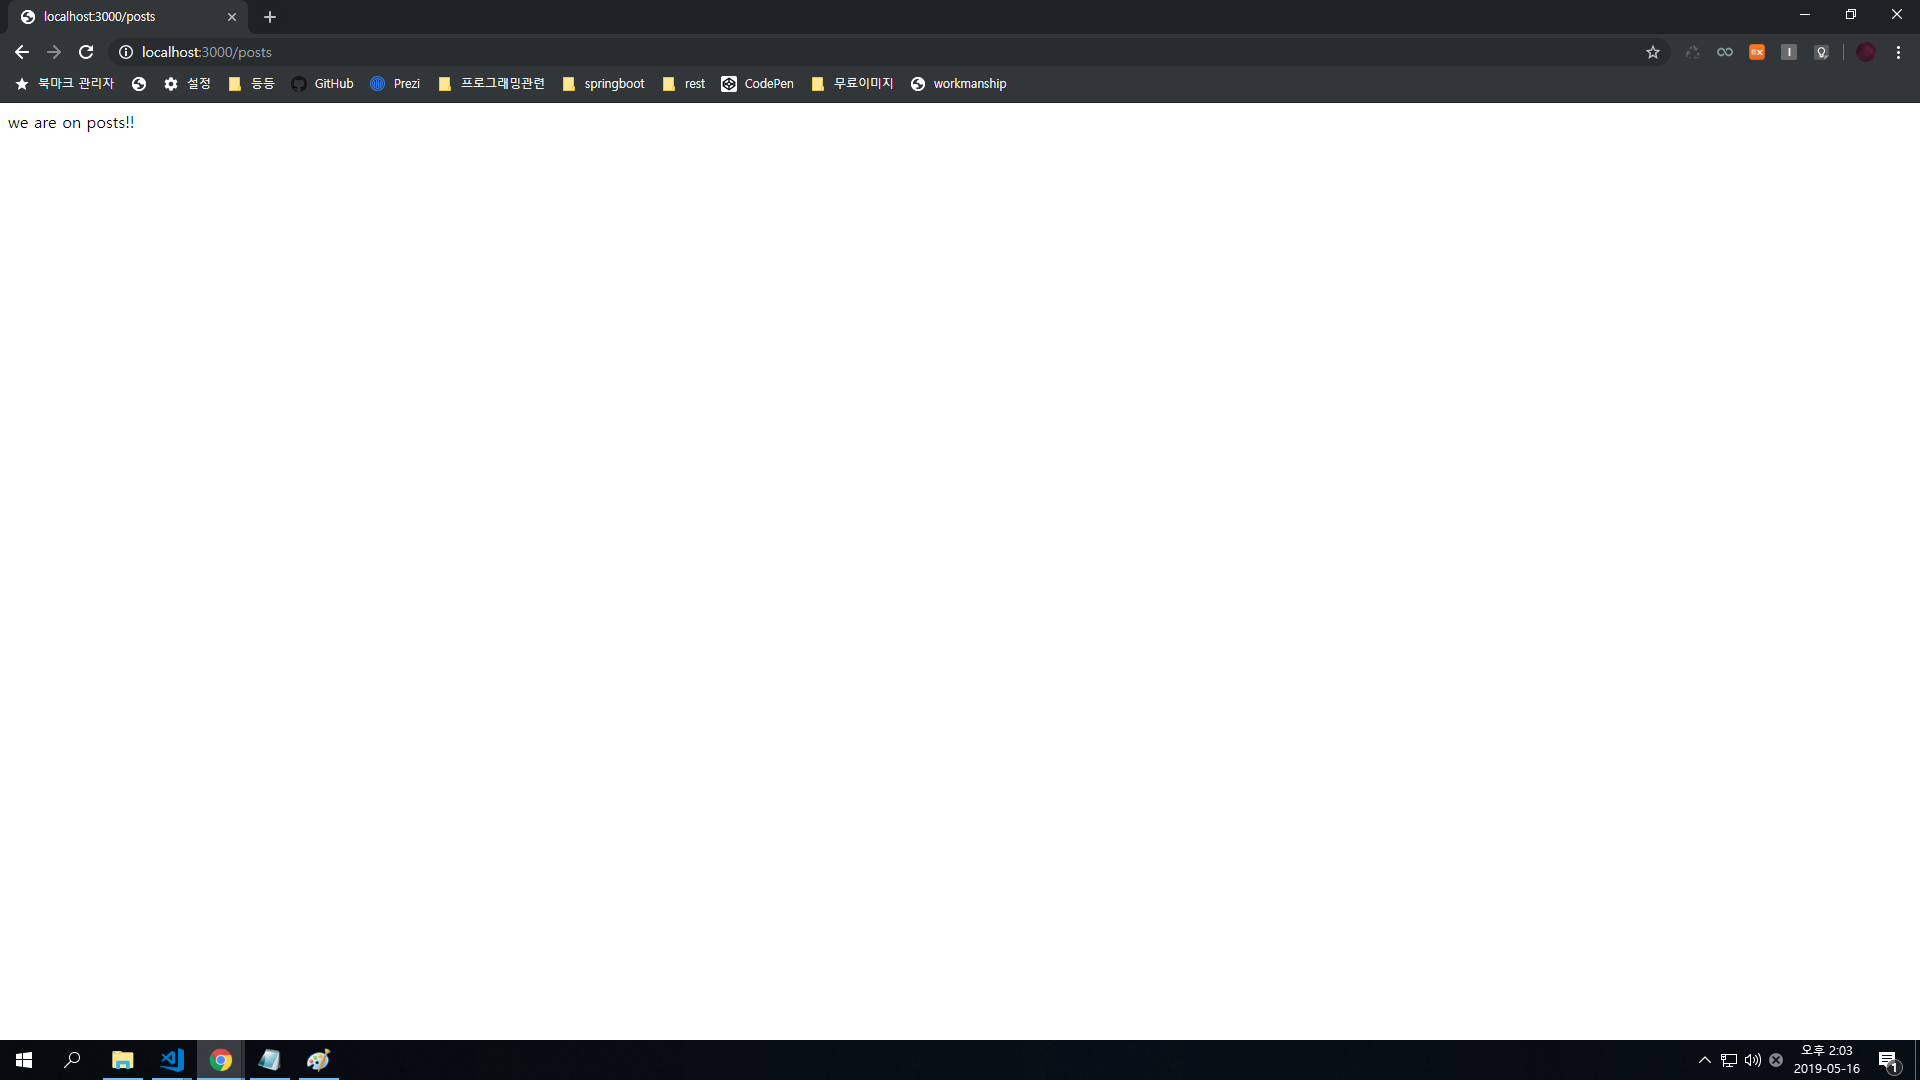 localhost:3000/posts
localhost:3000/posts
북마크 관리자 설정 등등 GitHub Prezi 프로그래밍관련 springboot rest CodePen 무료이미지 workmanship
we are on posts!!
오후 2:03
2019-05-16
1